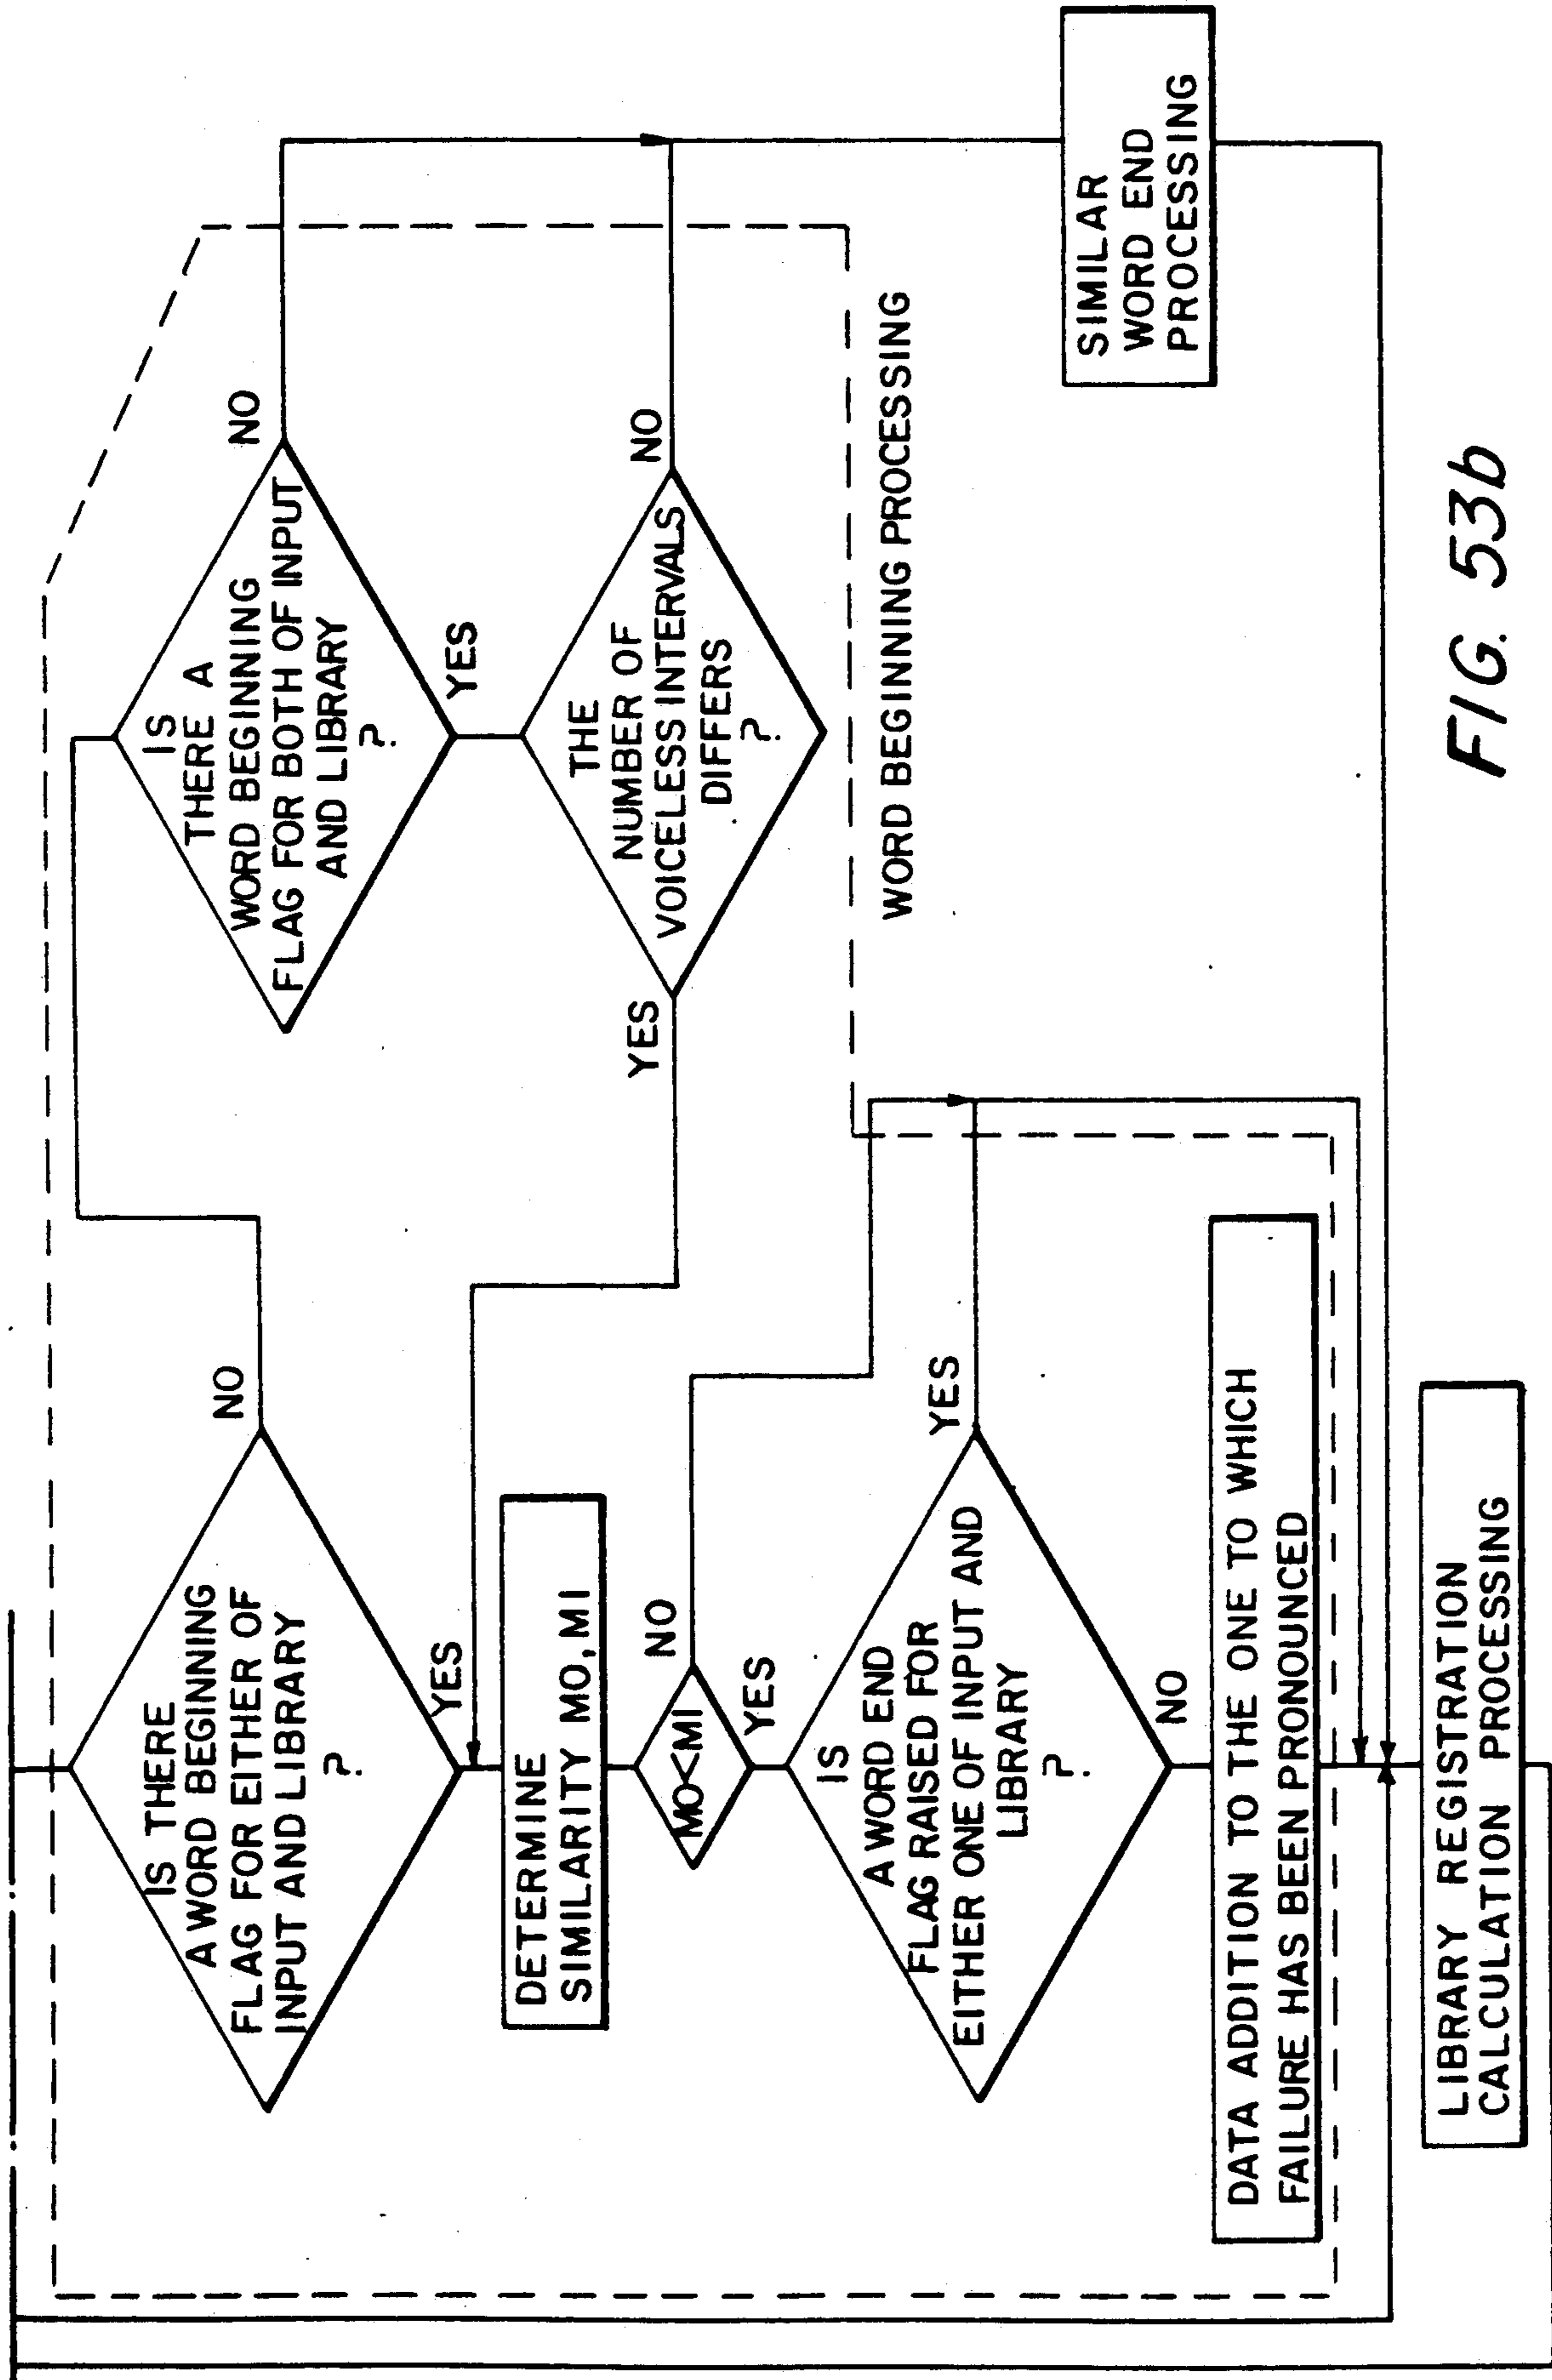 IS THERE
A WORD BEGINNING
FLAG FOR EITHER OF
INPUT AND LIBRARY
?
NO
YES
IS
THERE A
WORD BEGINNING
FLAG FOR BOTH OF INPUT
AND LIBRARY
?
NO
YES
THE
NUMBER OF
VOICELESS INTERVALS
DIFFERS
?
NO
YES
DETERMINE
SIMILARITY MO, MI
MO<MI
NO
YES
IS
A WORD END
FLAG RAISED FOR
EITHER ONE OF INPUT AND
LIBRARY
?
YES
NO
DATA ADDITION TO THE ONE TO WHICH
FAILURE HAS BEEN PRONOUNCED
WORD BEGINNING PROCESSING
SIMILAR
WORD END
PROCESSING
LIBRARY REGISTRATION
CALCULATION PROCESSING
FIG. 53b